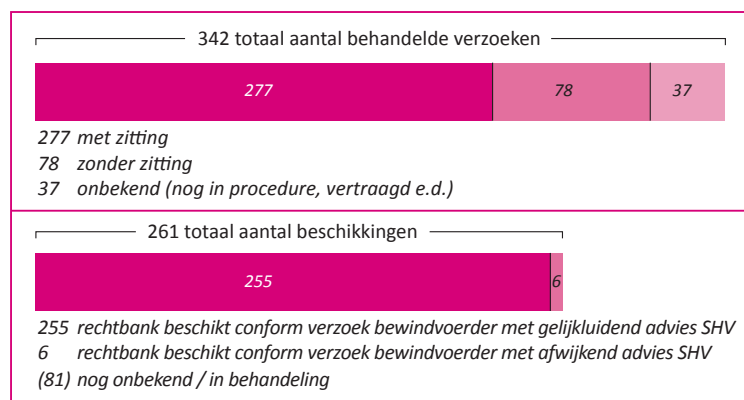 342 totaal aantal behandelde verzoeken
277 78 37
277 met zitting
78 zonder zitting
37 onbekend (nog in procedure, vertraagd e.d.)
261 totaal aantal beschikkingen
255 6
255 rechtbank beschikt conform verzoek bewindvoerder met gelijkluidend advies SHV
6 rechtbank beschikt conform verzoek bewindvoerder met afwijkend advies SHV
(81) nog onbekend / in behandeling